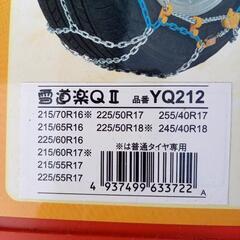 雪道楽QⅡ 品番 YQ212
215/70R16※ 225/50R17 255/40R17
215/65R16 225/50R18※ 245/40R18
225/60R16
215/60R17※ ※は普通タイヤ専用
215/55R17
225/55R17
4 937499 633722 A